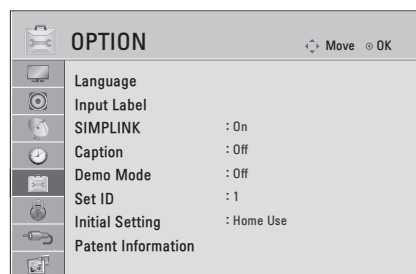 OPTION
Move ⊙ OK
Language
Input Label
SIMPLINK : On
Caption : Off
Demo Mode : Off
Set ID : 1
Initial Setting : Home Use
Patent Information